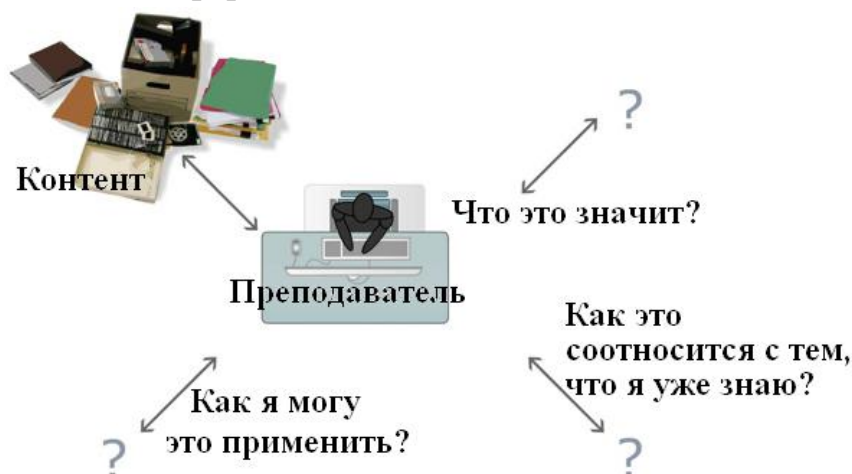 Контент
?
Что это значит?
Преподаватель
Как это
соотносится с тем,
что я уже знаю?
Как я могу
это применить?
?
?